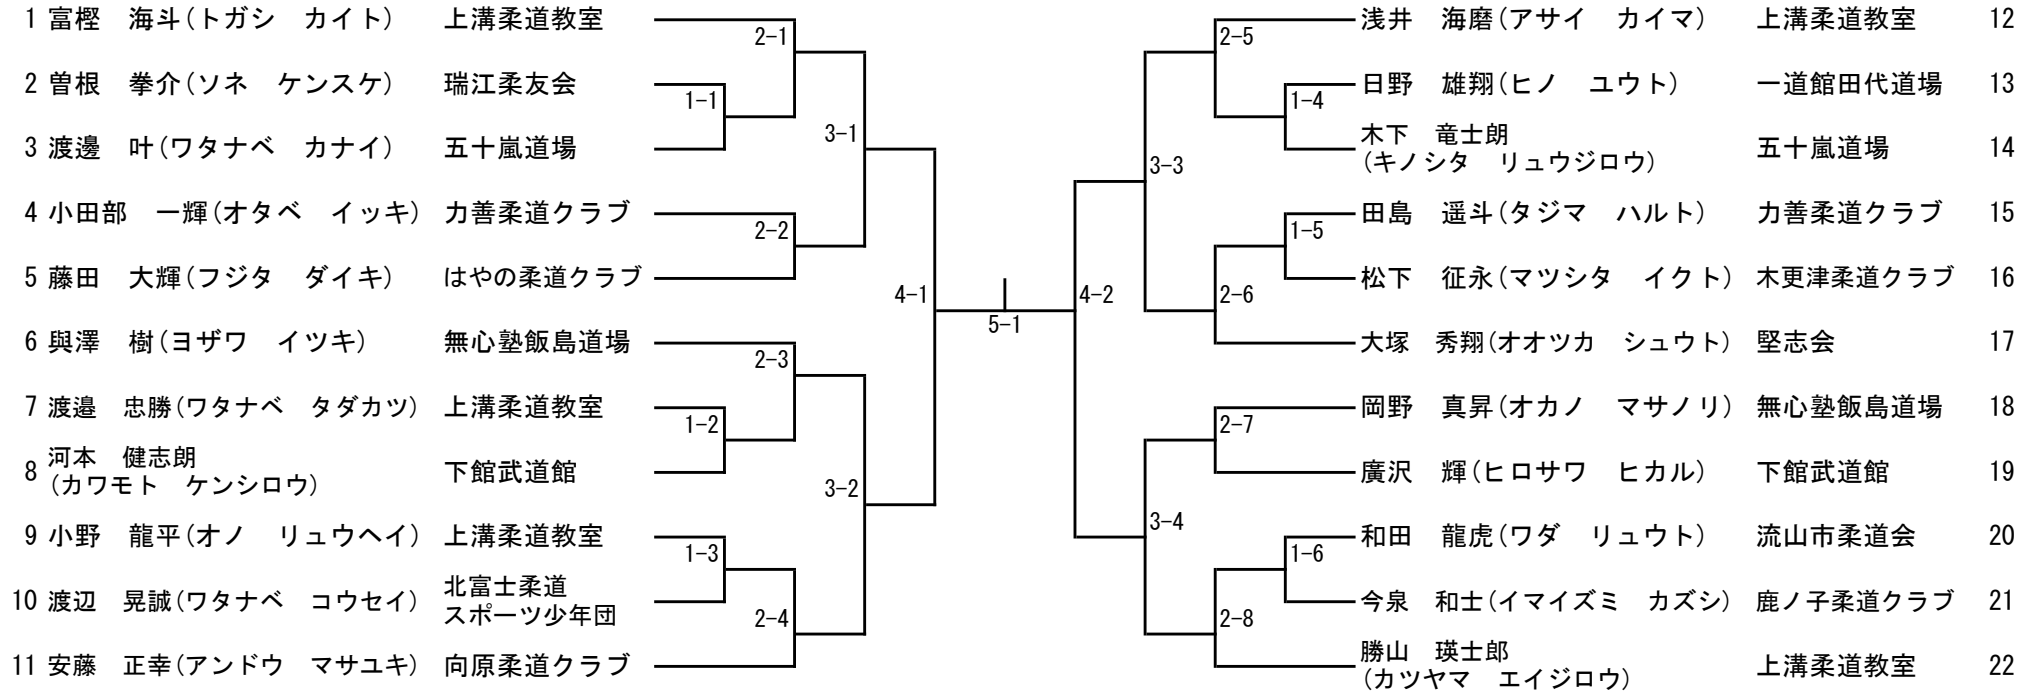 1 富樫　海斗(トガシ　カイト)　上溝柔道教室
2 曽根　拳介(ソネ　ケンスケ)　瑞江柔友会
3 渡邊　叶(ワタナベ　カナイ)　五十嵐道場
4 小田部　一輝(オタベ　イッキ)　力善柔道クラブ
5 藤田　大輝(フジタ　ダイキ)　はやの柔道クラブ
6 與澤　樹(ヨザワ　イツキ)　無心塾飯島道場
7 渡邉　忠勝(ワタナベ　タダカツ)　上溝柔道教室
8 河本　健志朗
(カワモト　ケンシロウ)　下館武道館
9 小野　龍平(オノ　リュウヘイ)　上溝柔道教室
10 渡辺　晃誠(ワタナベ　コウセイ)　北富士柔道
スポーツ少年団
11 安藤　正幸(アンドウ　マサユキ)　向原柔道クラブ
2-1
1-1
3-1
2-2
4-1
2-3
1-2
3-2
1-3
2-4
5-1
2-5
1-4
3-3
1-5
4-2
2-6
2-7
3-4
1-6
2-8
浅井　海磨(アサイ　カイマ)　上溝柔道教室　12
日野　雄翔(ヒノ　ユウト)　一道館田代道場　13
木下　竜士朗
(キノシタ　リュウジロウ)　五十嵐道場　14
田島　遥斗(タジマ　ハルト)　力善柔道クラブ　15
松下　征永(マツシタ　イクト)　木更津柔道クラブ　16
大塚　秀翔(オオツカ　シュウト)　堅志会　17
岡野　真昇(オカノ　マサノリ)　無心塾飯島道場　18
廣沢　輝(ヒロサワ　ヒカル)　下館武道館　19
和田　龍虎(ワダ　リュウト)　流山市柔道会　20
今泉　和士(イマイズミ　カズシ)　鹿ノ子柔道クラブ　21
勝山　瑛士郎
(カツヤマ　エイジロウ)　上溝柔道教室　22